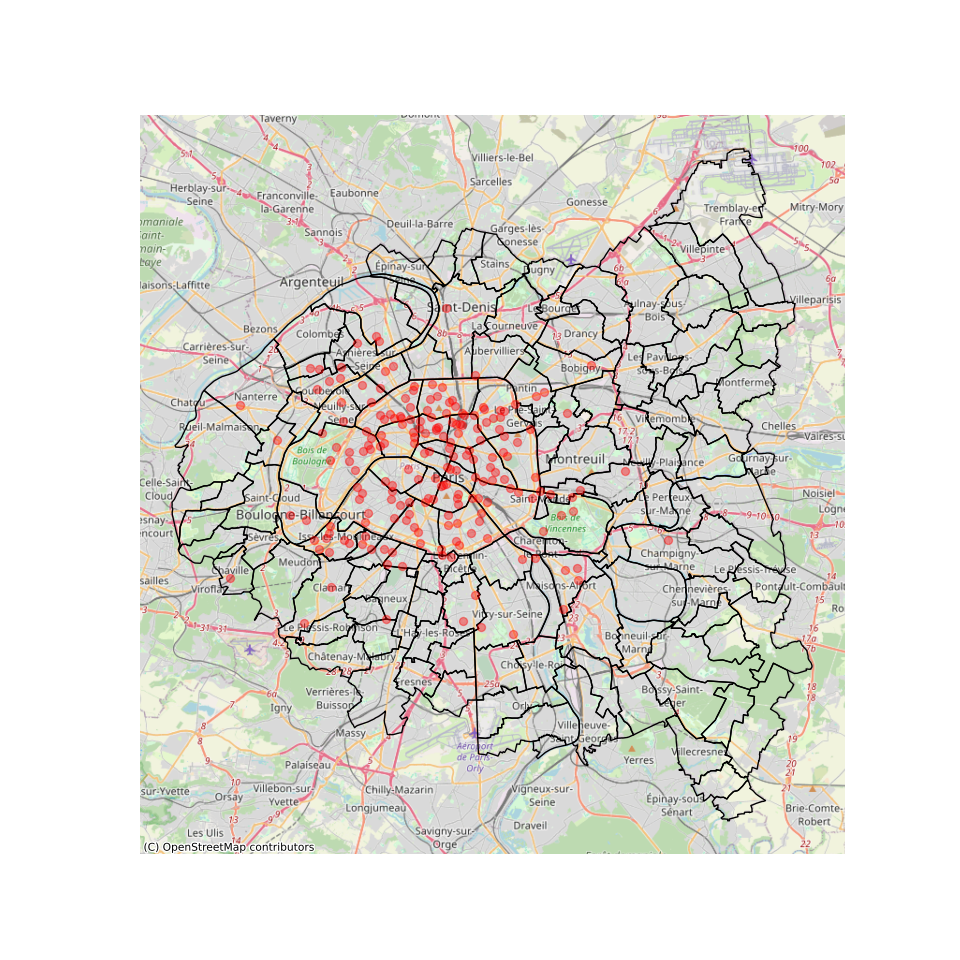 Taverny
Domont
Villiers-le-Bel
Sarcelles
100
102
5a
Herblay-sur-
Seine
Franconville-
la-Garenne
Eaubonne
Gonesse
Tremblay-en-
France
Mitry-Mory
Sannois
Deuil-la-Barre
Garges-lès-
Gonesse
Villepinte
Maisons-Laffitte
Argenteuil
Épinay-sur-
Stains
6b
6a
Villeparisis
Saint-Denis
Le Bourget
Aulnay-sous-
Bois
Bezons
Colombes
La Courneuve
Drancy
Carrières-sur-
Seine
Asnières-sur-
Seine
Aubervilliers
Bobigny
Les Pavillons-
sous-Bois
Chatou
Nanterre
Courbevoie
Pantin
Montfermeil
Rueil-Malmaison
Neuilly-sur-
Seine
Le Pré-Saint-
Gervais
Villemomble
Chelles
Bois de
Boulogne
Montreuil
Neuilly-Plaisance
Gournay-sur-
Marne
Paris
Celle-Saint-
Cloud
Saint-Cloud
Saint-Mandé
Le Perreux-
sur-Marne
Noisiel
Boulogne-Billancourt
Bois de
Vincennes
Sèvres
Issy-les-Moulineaux
Charenton-
le-Pont
Champigny-
sur-Marne
Meudon
Le Kremlin-
Bicêtre
Chaville
Viroflay
Clamart
Bagneux
Maisons-Alfort
Chennevières-
sur-Marne
Le Plessis-Trévise
Pontault-Combault
Vitry-sur-Seine
Le Plessis-Robinson
L'Haÿ-les-Roses
Bonneuil-sur-
Marne
Châtenay-Malabry
Choisy-le-Roi
Fresnes
Verrières-le-
Buisson
Igny
Boissy-Saint-
Léger
Orly
Massy
Villeneuve-
Saint-Georges
Aéroport
de Paris
Orly
Yerres
Villecresnes
Palaiseau
Villebon-sur-
Yvette
Orsay
Chilly-Mazarin
Longjumeau
Vigneux-sur-
Seine
Épinay-sous-
Sénart
Brie-Comte-
Robert
Draveil
Les Ulis
Savigny-sur-
Orge
(C) OpenStreetMap contributors